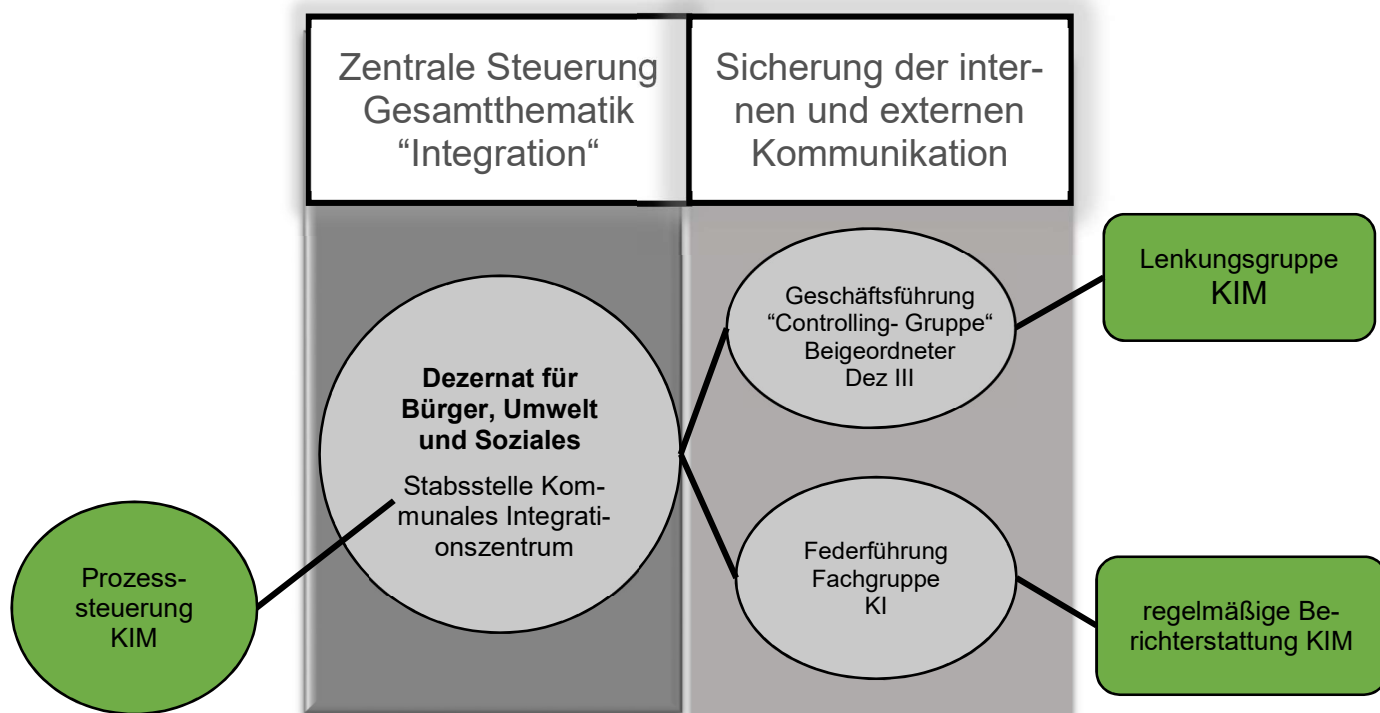 Zentrale Steuerung
Gesamtthematik
“Integration“
Sicherung der inter-
nen und externen
Kommunikation
Dezernat für
Bürger, Umwelt
und Soziales
Stabsstelle Kom-
munales Integrati-
onszentrum
Prozess-
steuerung
KIM
Geschäftsführung
“Controlling- Gruppe“
Beigeordneter
Dez III
Federführung
Fachgruppe
KI
Lenkungsgruppe
KIM
regelmäßige Be-
richterstattung KIM